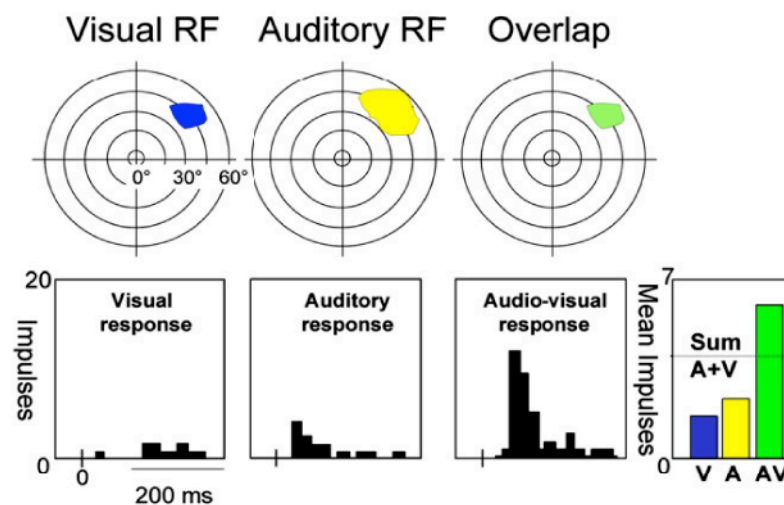 Visual RF
Auditory RF
Overlap
0°
30°
60°
20
Visual
response
Auditory
response
Audio-visual
response
7
Sum
A+V
Impulses
Mean Impulses
0
0
200 ms
0
V
A
AV